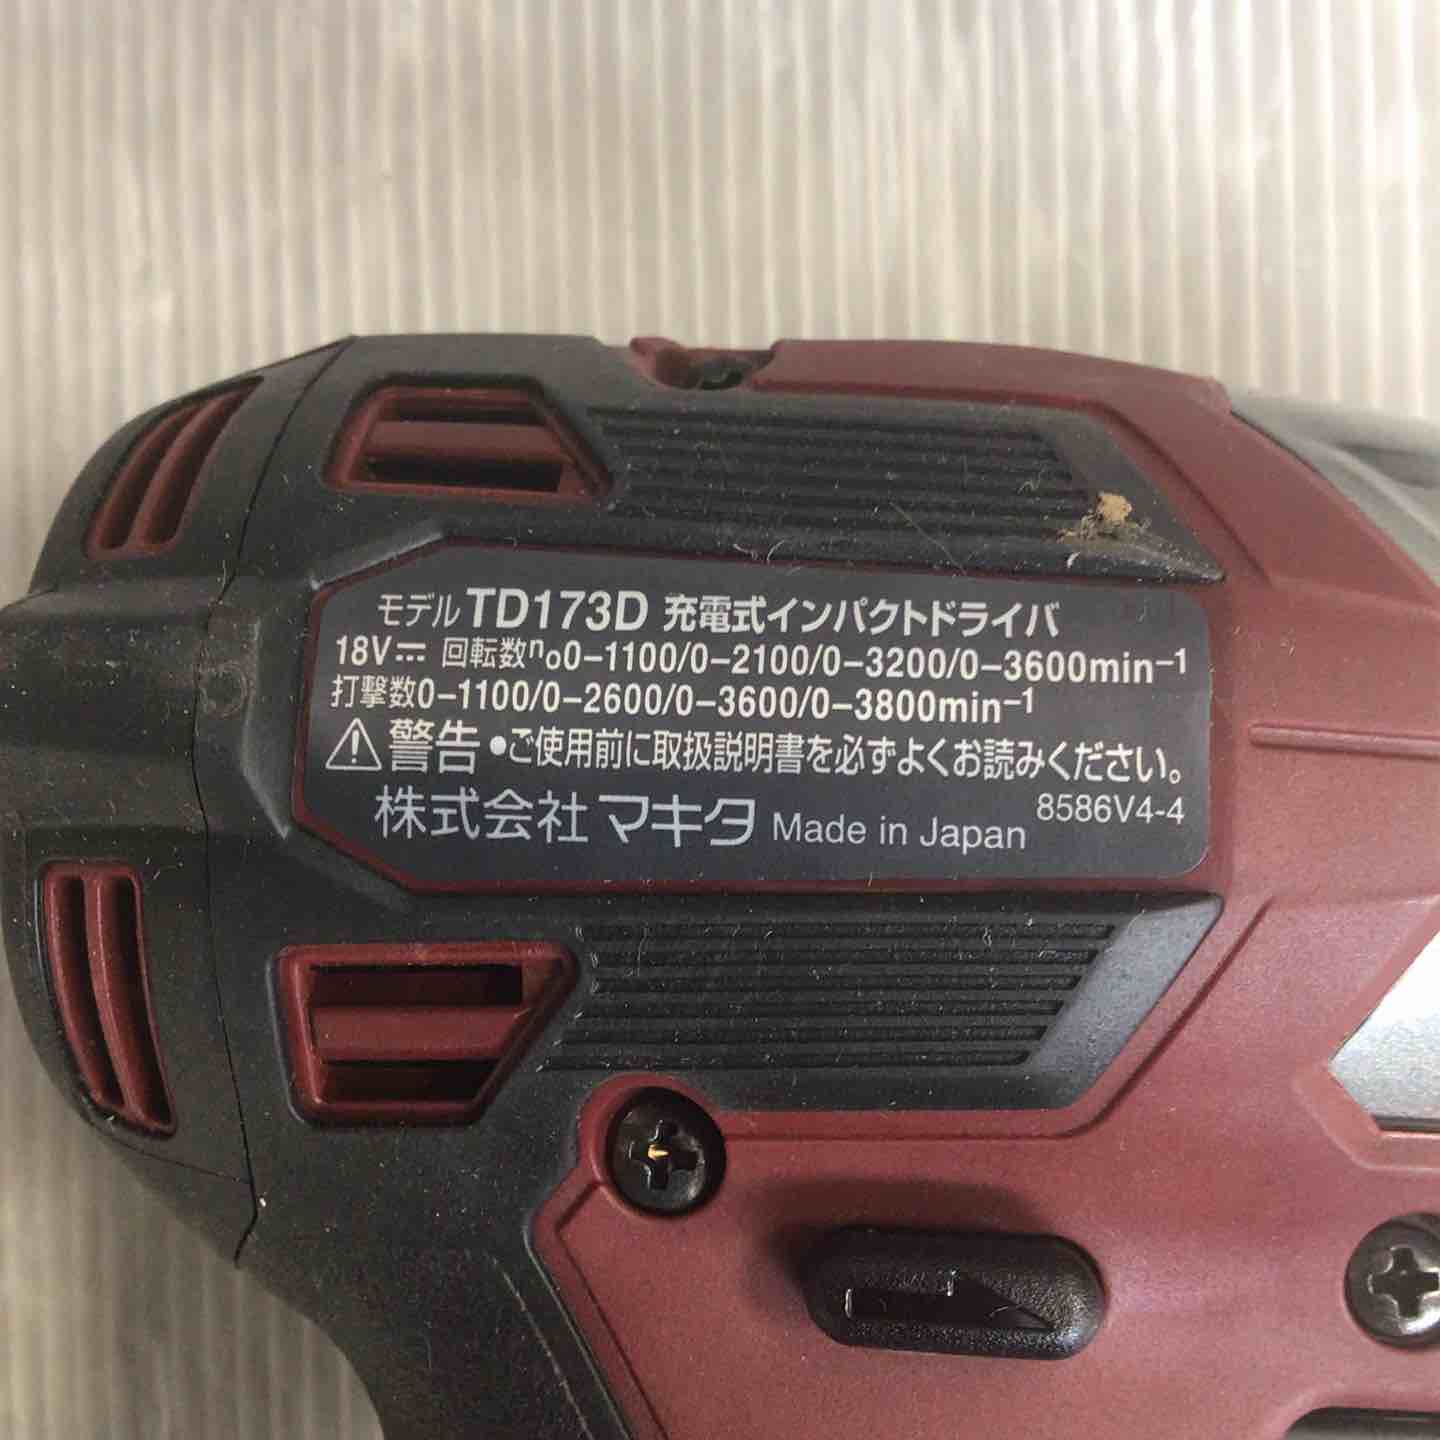 モデル TD173D 充電式インパクトドライバ
18V⎓ 回転数n₀0-1100/0-2100/0-3200/0-3600min⁻¹
打撃数0-1100/0-2600/0-3600/0-3800min⁻¹
⚠警告 ●ご使用前に取扱説明書を必ずよくお読みください。
8586V4-4
株式会社 マキタ Made in Japan